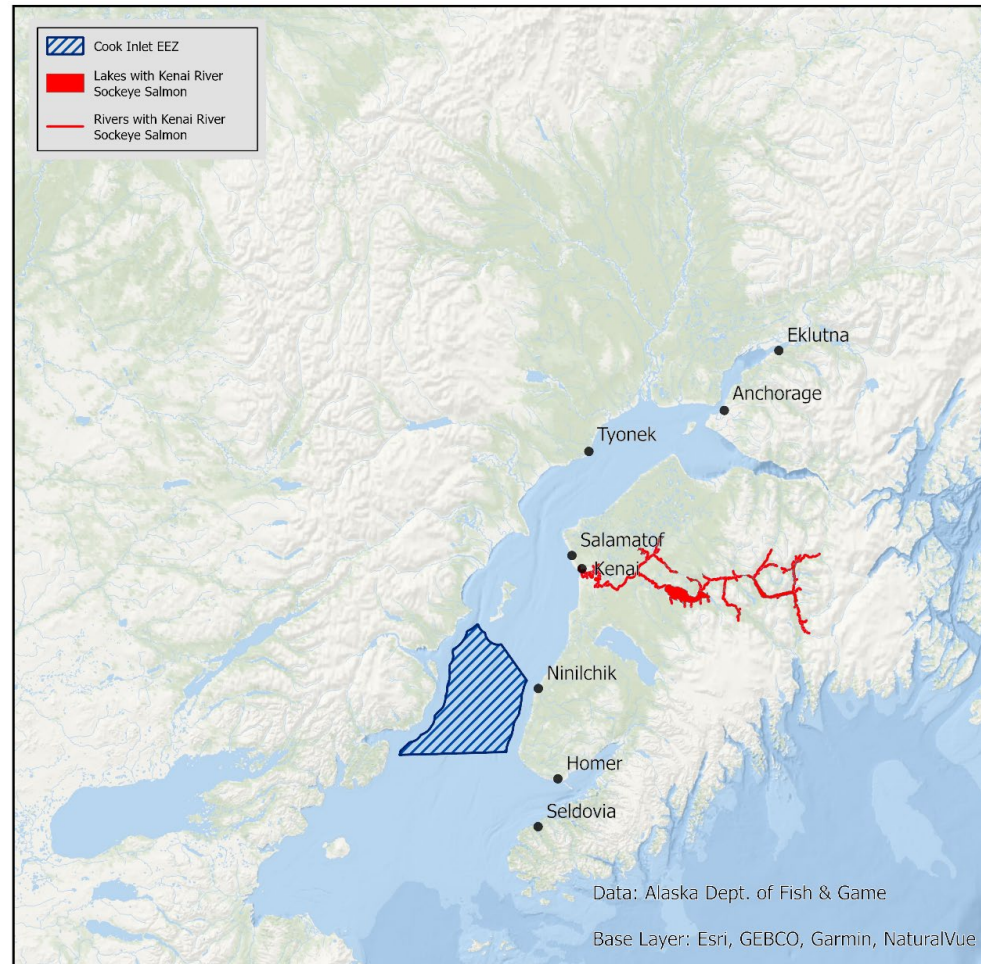 Cook Inlet EEZ
Lakes with Kenai River
Sockeye Salmon
Rivers with Kenai River
Sockeye Salmon
Eklutna
Anchorage
Tyonek
Salamatof
Kenai
Ninilchik
Homer
Seldovia
Data: Alaska Dept. of Fish & Game
Base Layer: Esri, GEBCO, Garmin, NaturalVue